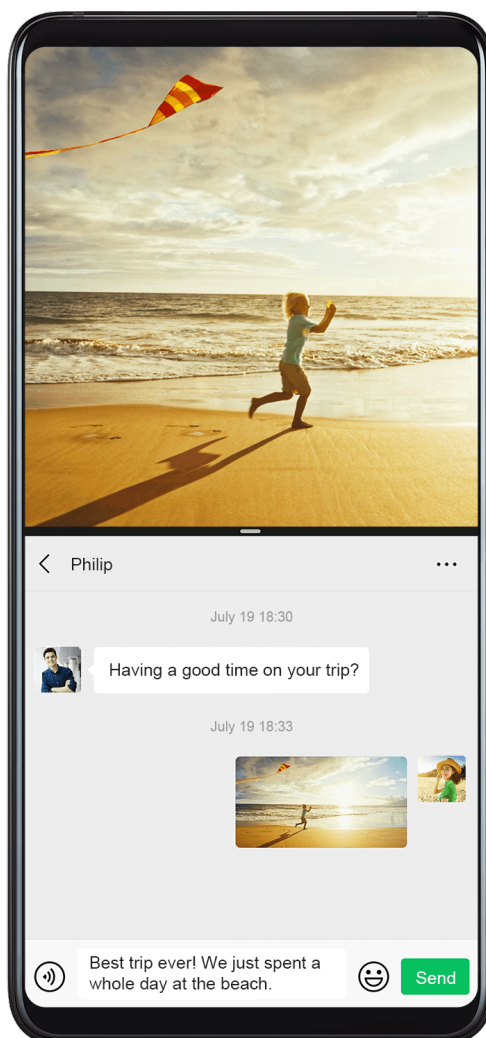 Philip
July 19 18:30
Having a good time on your trip?
July 19 18:33
Best trip ever! We just spent a
whole day at the beach.
Send